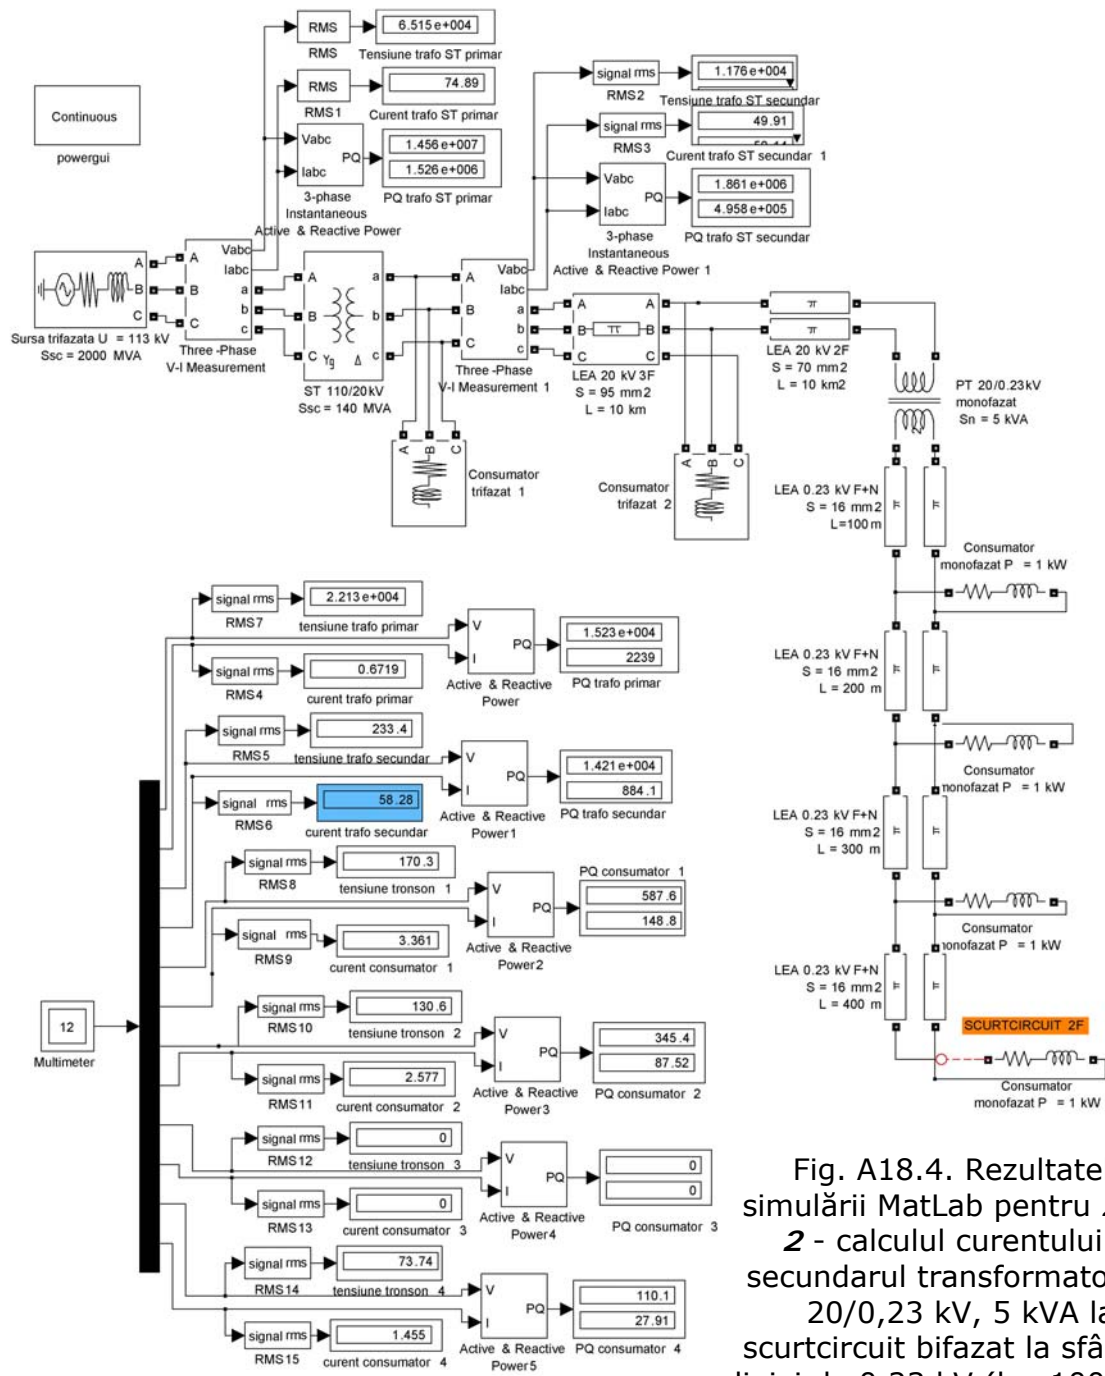 RMS
RMS
6.515e+004
Tensiune trafo ST primar
RMS
RMS1
74.89
Curent trafo ST primar
Vabc
Iabc
PQ
3-phase
Instantaneous
Active & Reactive Power
1.456e+007
1.526e+006
PQ trafo ST primar
Continuous
powergui
signal rms
RMS2
1.176e+004
Tensiune trafo ST secundar
signal rms
RMS3
49.91
Curent trafo ST secundar 1
Vabc
Iabc
PQ
3-phase
Instantaneous
Active & Reactive Power 1
1.861e+006
4.958e+005
PQ trafo ST secundar
A
B
C
Sursa trifazata U = 113 kV
Ssc = 2000 MVA
A
B
C
Vabc
Iabc
a
b
c
Three-Phase
V-I Measurement
A
B
C
a
b
c
Yg
Δ
ST 110/20kV
Ssc = 140 MVA
A
B
C
Vabc
Iabc
a
b
c
Three-Phase
V-I Measurement 1
A
B
C
A
B
C
π
LEA 20 kV 3F
S = 95 mm2
L = 10 km
π
π
LEA 20 kV 2F
S = 70 mm2
L = 10 km2
2
PT 20/0.23kV
monofazat
Sn = 5 kVA
A
B
C
Consumator
trifazat 1
A
B
C
Consumator
trifazat 2
LEA 0.23 kV F+N
S = 16 mm2
L=100 m
π
π
Consumator
monofazat P = 1 kW
LEA 0.23 kV F+N
S = 16 mm2
L = 200 m
π
π
Consumator
monofazat P = 1 kW
LEA 0.23 kV F+N
S = 16 mm2
L = 300 m
π
π
Consumator
monofazat P = 1 kW
LEA 0.23 kV F+N
S = 16 mm2
L = 400 m
π
π
SCURTCIRCUIT 2F
Consumator
monofazat P = 1 kW
signal rms
RMS7
2.213e+004
tensiune trafo primar
signal rms
RMS4
0.6719
curent trafo primar
V
I
PQ
Active & Reactive
Power
1.523e+004
2239
PQ trafo primar
signal rms
RMS5
233.4
tensiune trafo secundar
signal rms
RMS6
58.28
curent trafo secundar
V
I
PQ
Active & Reactive
Power1
1.421e+004
884.1
PQ trafo secundar
signal rms
RMS8
170.3
tensiune tronson 1
signal rms
RMS9
3.361
curent consumator 1
V
I
PQ
Active & Reactive
Power2
PQ consumator 1
587.6
148.8
12
Multimeter
signal rms
RMS10
130.6
tensiune tronson 2
signal rms
RMS11
2.577
curent consumator 2
V
I
PQ
Active & Reactive
Power3
345.4
87.52
PQ consumator 2
signal rms
RMS12
0
tensiune tronson 3
signal rms
RMS13
0
curent consumator 3
V
I
PQ
Active & Reactive
Power4
0
0
PQ consumator 3
signal rms
RMS14
73.74
tensiune tronson 4
signal rms
RMS15
1.455
curent consumator 4
V
I
PQ
Active & Reactive
Power5
110.1
27.91
PQ consumator 4
Fig. A18.4. Rezultate
simulării MatLab pentru
2 - calculul curentului
secundarul transformato
20/0,23 kV, 5 kVA la
scurtcircuit bifazat la sfâ